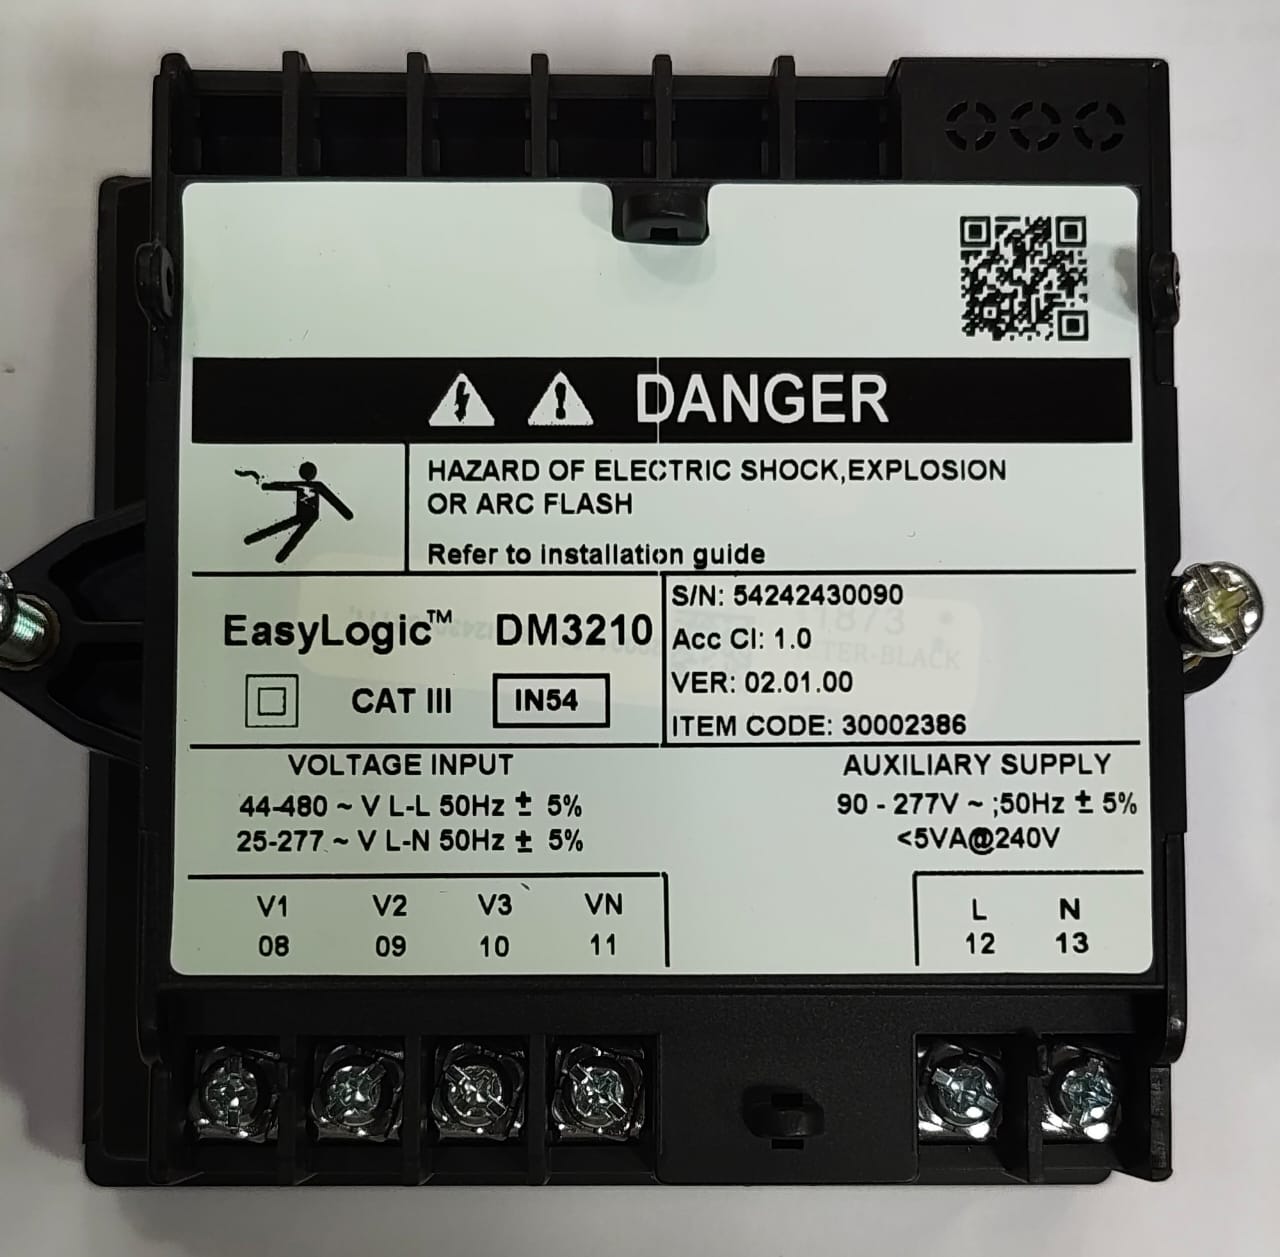 DANGER
HAZARD OF ELECTRIC SHOCK,EXPLOSION
OR ARC FLASH
Refer to installation guide
EasyLogic™ DM3210
CAT III IN54
S/N: 54242430090
Acc Cl: 1.0
VER: 02.01.00
ITEM CODE: 30002386
VOLTAGE INPUT
44-480 ~ V L-L 50Hz ± 5%
25-277 ~ V L-N 50Hz ± 5%
AUXILIARY SUPPLY
90 - 277V ~ ;50Hz ± 5%
<5VA@240V
V1 V2 V3 VN
08 09 10 11
L N
12 13